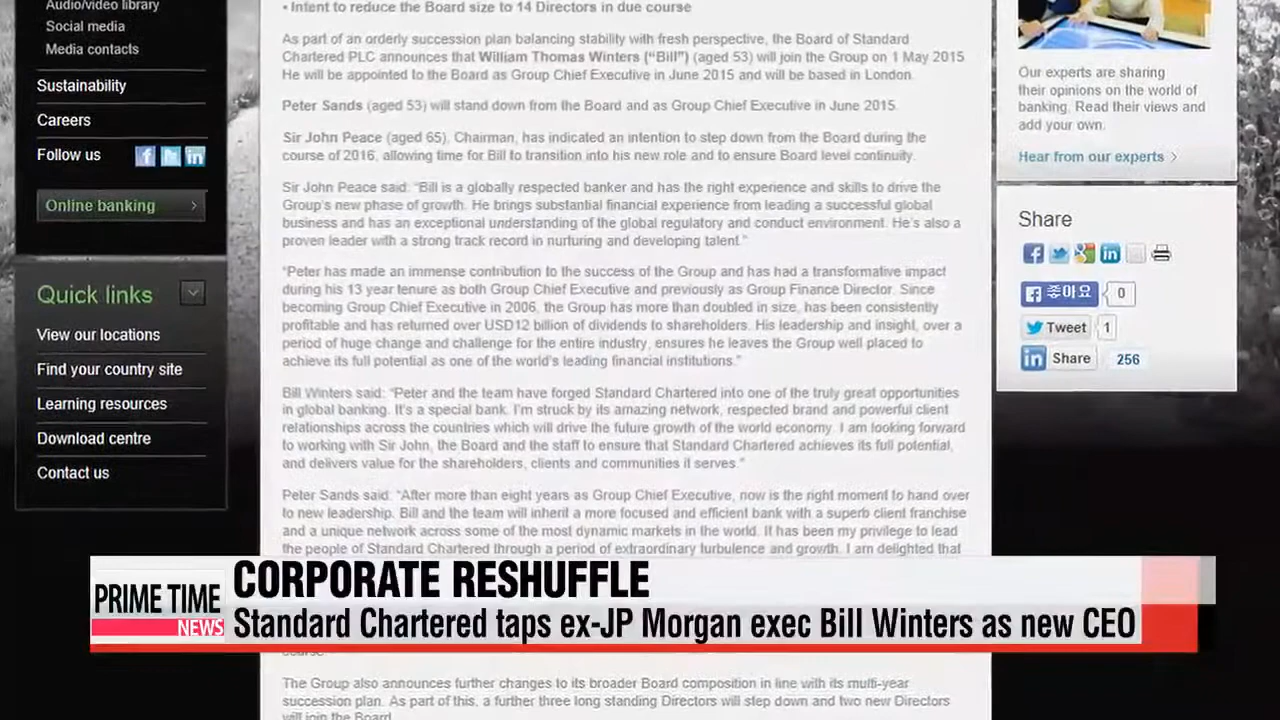 Audio/video library
Social media
Media contacts
Sustainability
Careers
Follow us
Online banking
Quick links
View our locations
Find your country site
Learning resources
Download centre
Contact us
• Intent to reduce the Board size to 14 Directors in due course
As part of an orderly succession plan balancing stability with fresh perspective, the Board of Standard
Chartered PLC announces that William Thomas Winters (“Bill”) (aged 53) will join the Group on 1 May 2015
He will be appointed to the Board as Group Chief Executive in June 2015 and will be based in London.
Peter Sands (aged 53) will stand down from the Board and as Group Chief Executive in June 2015.
Sir John Peace (aged 65), Chairman, has indicated an intention to step down from the Board during the
course of 2016, allowing time for Bill to transition into his new role and to ensure Board level continuity.
Sir John Peace said: “Bill is a globally respected banker and has the right experience and skills to drive the
Group's new phase of growth. He brings substantial financial experience from leading a successful global
business and has an exceptional understanding of the global regulatory and conduct environment. He's also a
proven leader with a strong track record in nurturing and developing talent.”
“Peter has made an immense contribution to the success of the Group and has had a transformative impact
during his 13 year tenure as both Group Chief Executive and previously as Group Finance Director. Since
becoming Group Chief Executive in 2006, the Group has more than doubled in size, has been consistently
profitable and has returned over USD12 billion of dividends to shareholders. His leadership and insight, over a
period of huge change and challenge for the entire industry, ensures he leaves the Group well placed to
achieve its full potential as one of the world's leading financial institutions.”
Bill Winters said: “Peter and the team have forged Standard Chartered into one of the truly great opportunities
in global banking. It's a special bank. I'm struck by its amazing network, respected brand and powerful client
relationships across the countries which will drive the future growth of the world economy. I am looking forward
to working with Sir John, the Board and the staff to ensure that Standard Chartered achieves its full potential,
and delivers value for the shareholders, clients and communities it serves.”
Peter Sands said: “After more than eight years as Group Chief Executive, now is the right moment to hand over
to new leadership. Bill and the team will inherit a more focused and efficient bank with a superb client franchise
and a unique network across some of the most dynamic markets in the world. It has been my privilege to lead
the people of Standard Chartered through a period of extraordinary turbulence and growth. I am delighted that
course.
The Group also announces further changes to its broader Board composition in line with its multi-year
succession plan. As part of this, a further three long standing Directors will step down and two new Directors
will join the Board.
Our experts are sharing
their opinions on the world of
banking. Read their views and
add your own.
Hear from our experts
Share
좋아요 0
Tweet 1
Share 256
PRIME TIME
NEWS
CORPORATE RESHUFFLE
Standard Chartered taps ex-JP Morgan exec Bill Winters as new CEO